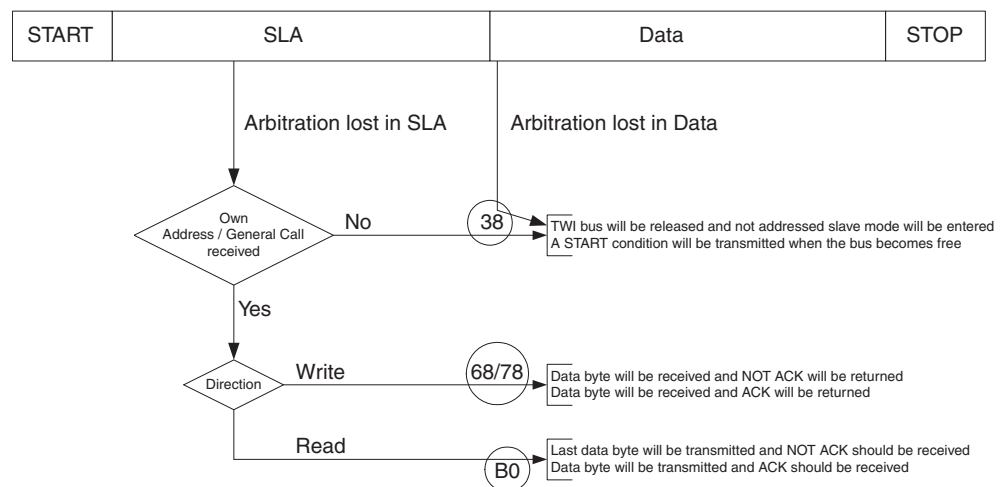 START SLA Data STOP
Arbitration lost in SLA Arbitration lost in Data
Own
Address / General Call
received
No
38
TWI bus will be released and not addressed slave mode will be entered
A START condition will be transmitted when the bus becomes free
Yes
Direction
Write
68/78
Data byte will be received and NOT ACK will be returned
Data byte will be received and ACK will be returned
Read
B0
Last data byte will be transmitted and NOT ACK should be received
Data byte will be transmitted and ACK should be received